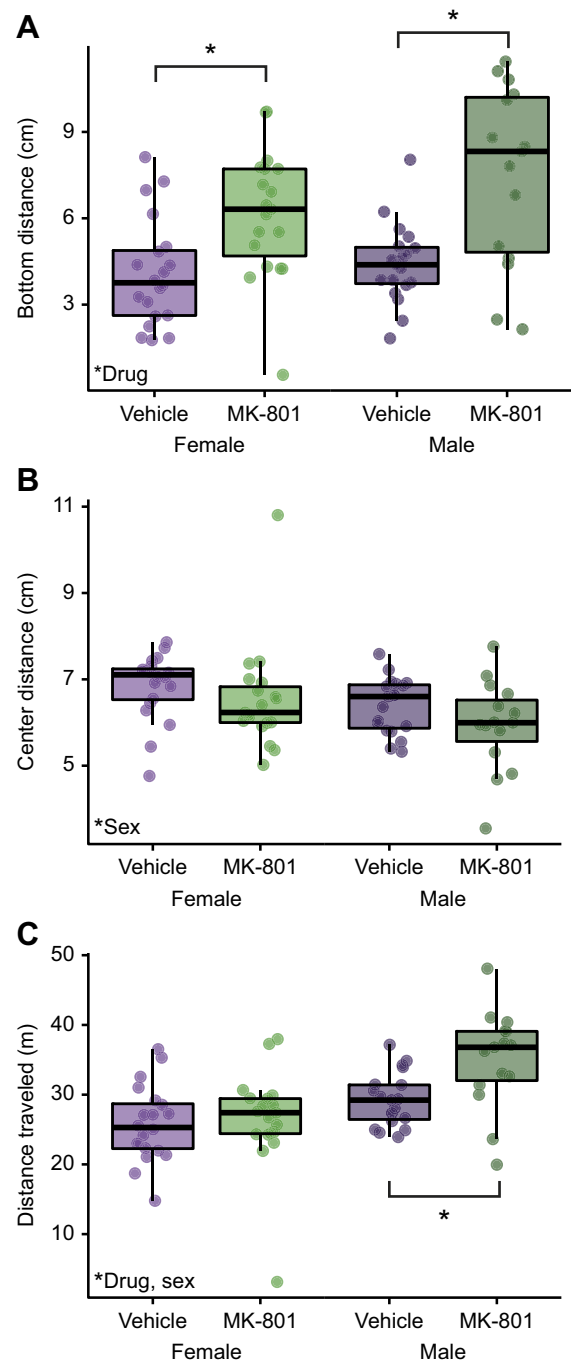 A
*
*
Bottom distance (cm)
9
6
3
*Drug
Vehicle MK-801 Vehicle MK-801
Female Male
B
Center distance (cm)
11
9
7
5
*Sex
Vehicle MK-801 Vehicle MK-801
Female Male
C
Distance traveled (m)
50
40
30
20
10
*
*Drug, sex
Vehicle MK-801 Vehicle MK-801
Female Male